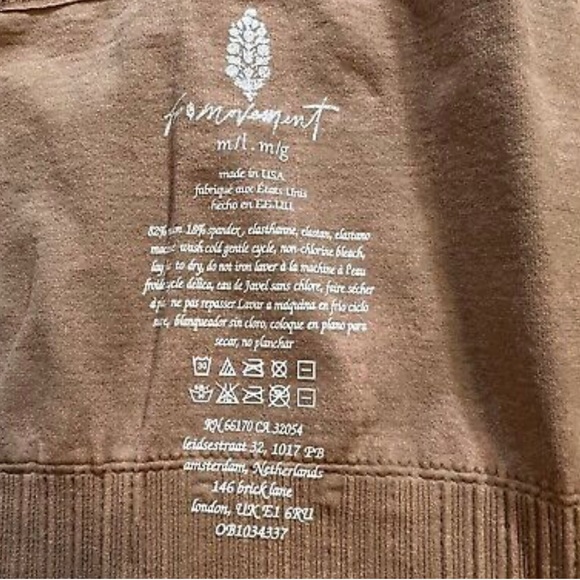 movement
m/l . m/g
made in USA
fabriqué aux États Unis
hecho en EE.UU.
82% 18% spandex, elasthanne, elastan, elastano
wash cold gentle cycle, non-chlorine bleach,
to dry, do not iron laver à la machine à l'eau
délica, eau de Javel sans chlore, faire sécher
ne pas repasser Lavar a máquina en frío ciclo
blanqueador sin cloro, coloque en plano para
secar, no planchar
30
RN 66170 CA 32054
leidsestraat 32, 1017 PB
amsterdam, Netherlands
146 brick lane
london, UK E1 6RU
OB1034337